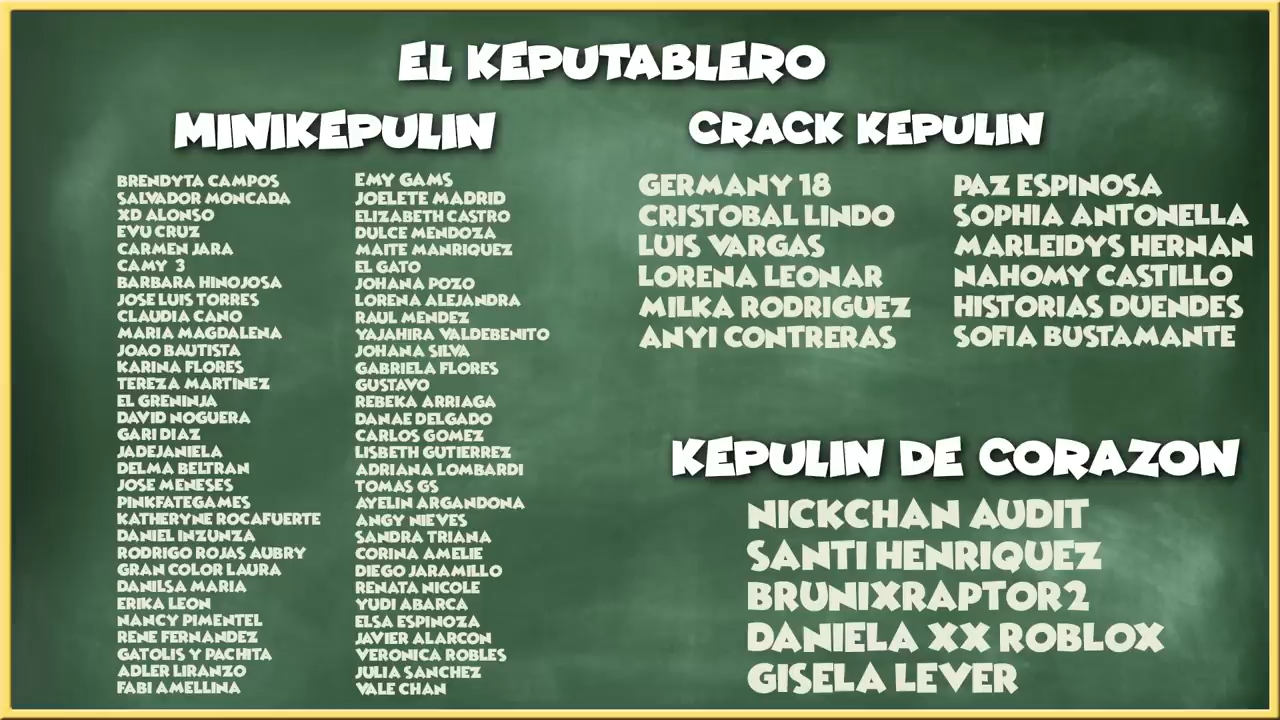 EL KEPUTABLERO
MINIKEPULIN
BRENDYTA CAMPOS
SALVADOR MONCADA
XD ALONSO
EVU CRUZ
CARMEN JARA
CAMY 3
BARBARA HINOJOSA
JOSE LUIS TORRES
CLAUDIA CANO
MARIA MAGDALENA
JOAO BAUTISTA
KARINA FLORES
TEREZA MARTINEZ
EL GRENINJA
DAVID NOGUERA
GARI DIAZ
JADEJANIELA
DELMA BELTRAN
JOSE MENESES
PINKFATEGAMES
KATHERYNE ROCAFUERTE
DANIEL INZUNZA
RODRIGO ROJAS AUBRY
GRAN COLOR LAURA
DANILSA MARIA
ERIKA LEON
NANCY PIMENTEL
RENE FERNANDEZ
GATOLIS Y PACHITA
ADLER LIRANZO
FABI AMELLINA
EMY GAMS
JOELETE MADRID
ELIZABETH CASTRO
DULCE MENDOZA
MAITE MANRIQUEZ
EL GATO
JOHANA POZO
LORENA ALEJANDRA
RAUL MENDEZ
YAJAHIRA VALDEBENITO
JOHANA SILVA
GABRIELA FLORES
GUSTAVO
REBEKA ARRIAGA
DANAE DELGADO
CARLOS GOMEZ
LISBETH GUTIERREZ
ADRIANA LOMBARDI
TOMAS GS
AYELIN ARGANDONA
ANGY NIEVES
SANDRA TRIANA
CORINA AMELIE
DIEGO JARAMILLO
RENATA NICOLE
YUDI ABARCA
ELSA ESPINOZA
JAVIER ALARCON
VERONICA ROBLES
JULIA SANCHEZ
VALE CHAN
CRACK KEPULIN
GERMANY 18
CRISTOBAL LINDO
LUIS VARGAS
LORENA LEONAR
MILKA RODRIGUEZ
ANYI CONTRERAS
PAZ ESPINOSA
SOPHIA ANTONELLA
MARLEIDYS HERNAN
NAHOMY CASTILLO
HISTORIAS DUENDES
SOFIA BUSTAMANTE
KEPULIN DE CORAZON
NICKCHAN AUDIT
SANTI HENRIQUEZ
BRUNIXRAPTOR2
DANIELA XX ROBLOX
GISELA LEVER